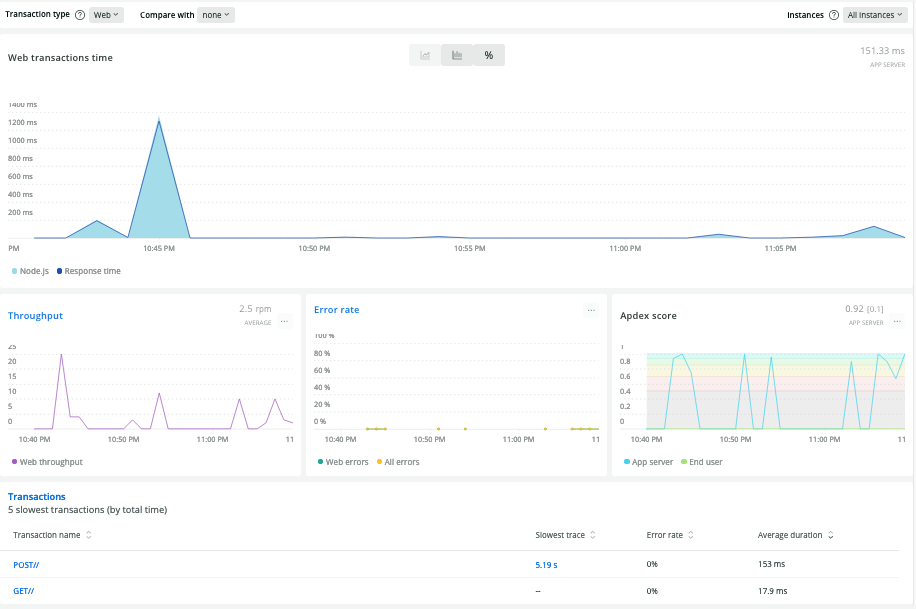 Transaction type ? Web Compare with none Instances ? All Instances
Web transactions time % 151.33 ms
APP SERVER
1400 ms
1200 ms
1000 ms
800 ms
600 ms
400 ms
200 ms
PM 10:45 PM 10:50 PM 10:55 PM 11:00 PM 11:05 PM
Node.js Response time
Throughput 2.5 rpm
AVERAGE ...
25
20
15
10
5
0
10:40 PM 10:50 PM 11:00 PM 11
Web throughput
Error rate ...
100 %
80 %
60 %
40 %
20 %
0 %
10:40 PM 10:50 PM 11:00 PM 11
Web errors All errors
Apdex score 0.92 [0.1]
APP SERVER ...
1
0.8
0.6
0.4
0.2
0
10:40 PM 10:50 PM 11:00 PM 11
App server End user
Transactions
5 slowest transactions (by total time)
Transaction name Slowest trace Error rate Average duration
POST// 5.19 s 0% 153 ms
GET// -- 0% 17.9 ms